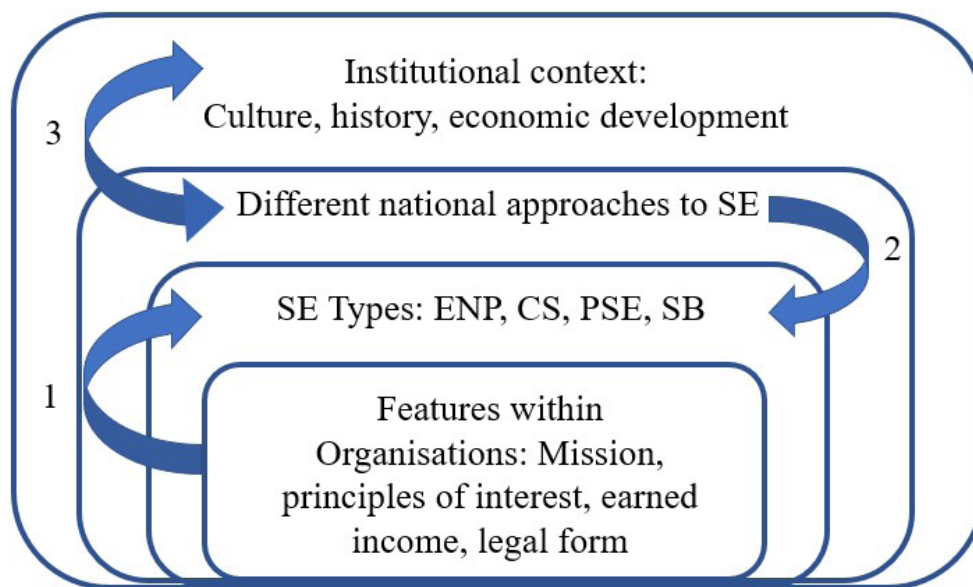 Institutional context:
Culture, history, economic development
3
Different national approaches to SE
2
SE Types: ENP, CS, PSE, SB
1
Features within
Organisations: Mission,
principles of interest, earned
income, legal form